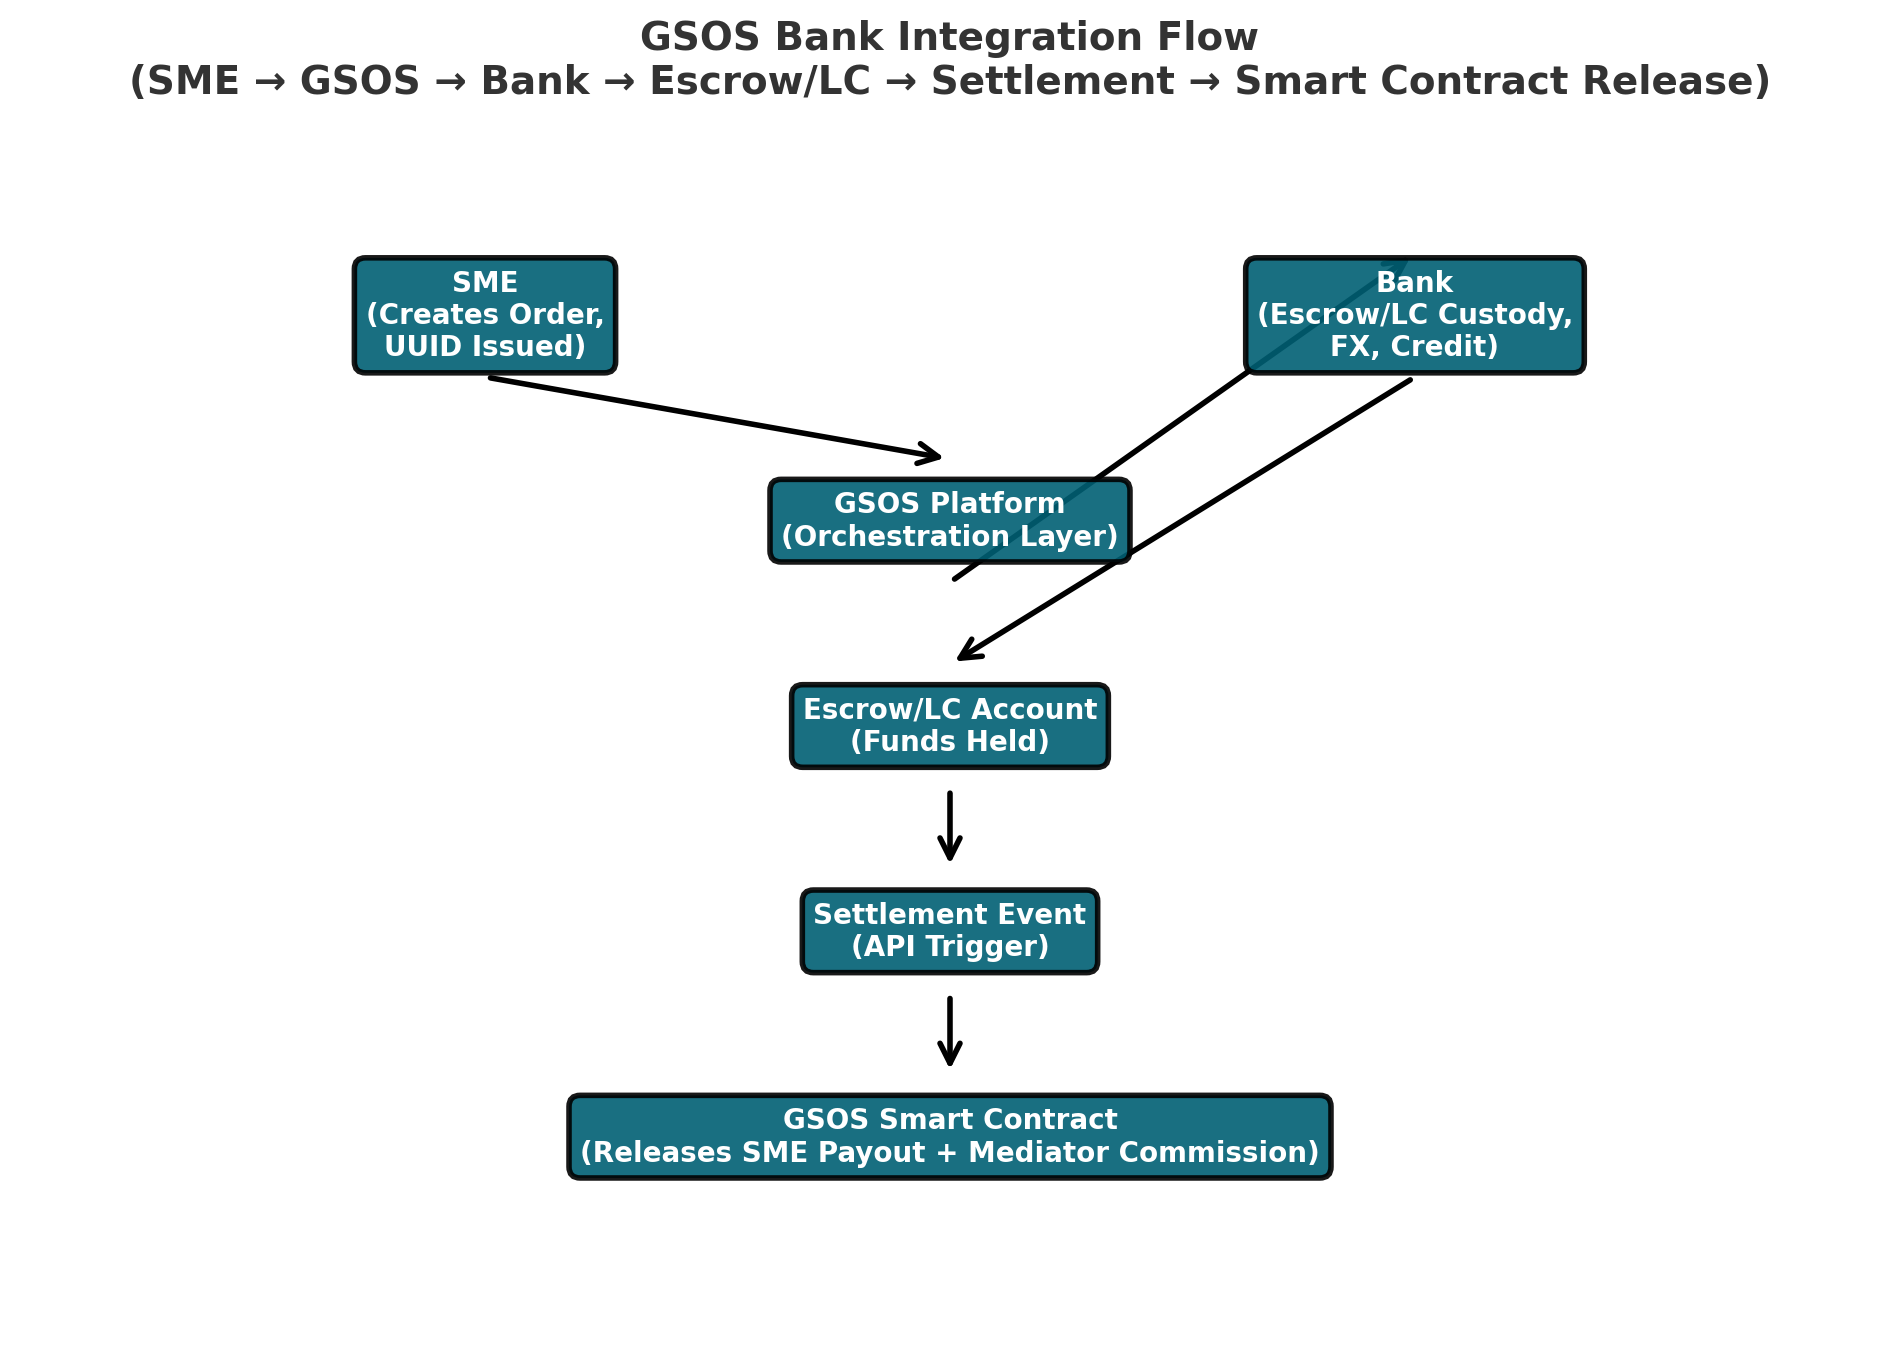 GSOS Bank Integration Flow
(SME → GSOS → Bank → Escrow/LC → Settlement → Smart Contract Release)
SME
(Creates Order,
UUID Issued)
Bank
(Escrow/LC Custody,
FX, Credit)
GSOS Platform
(Orchestration Layer)
Escrow/LC Account
(Funds Held)
Settlement Event
(API Trigger)
GSOS Smart Contract
(Releases SME Payout + Mediator Commission)